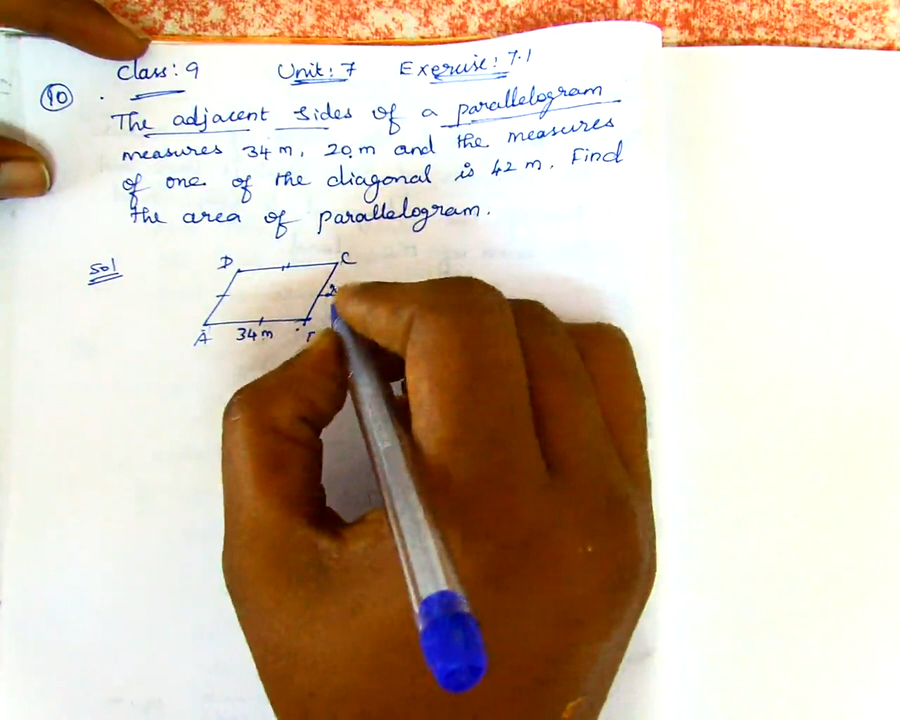 Class: 9 Unit: 7 Exercise: 7.1
10 The adjacent sides of a parallelogram
measures 34 m, 20 m and the measures
of one of the diagonal is 42 m. Find
the area of parallelogram.
Sol
D C
A 34 m